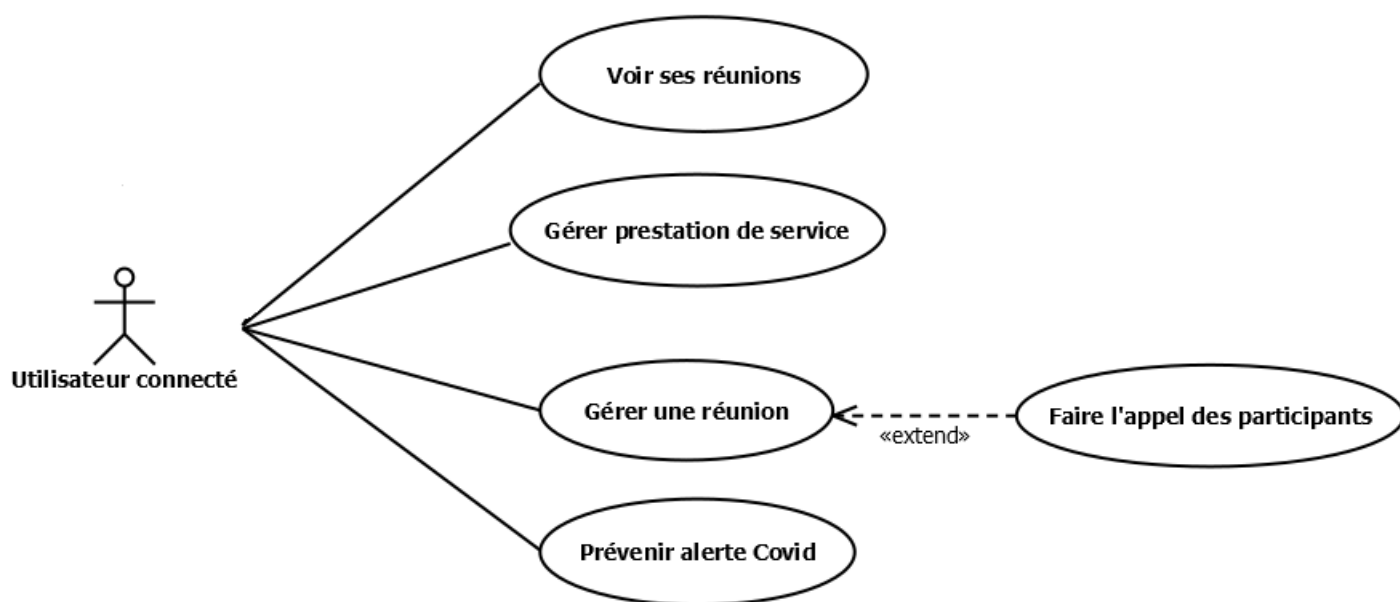 Voir ses réunions
Gérer prestation de service
Utilisateur connecté
Gérer une réunion
«extend»
Faire l'appel des participants
Prévenir alerte Covid